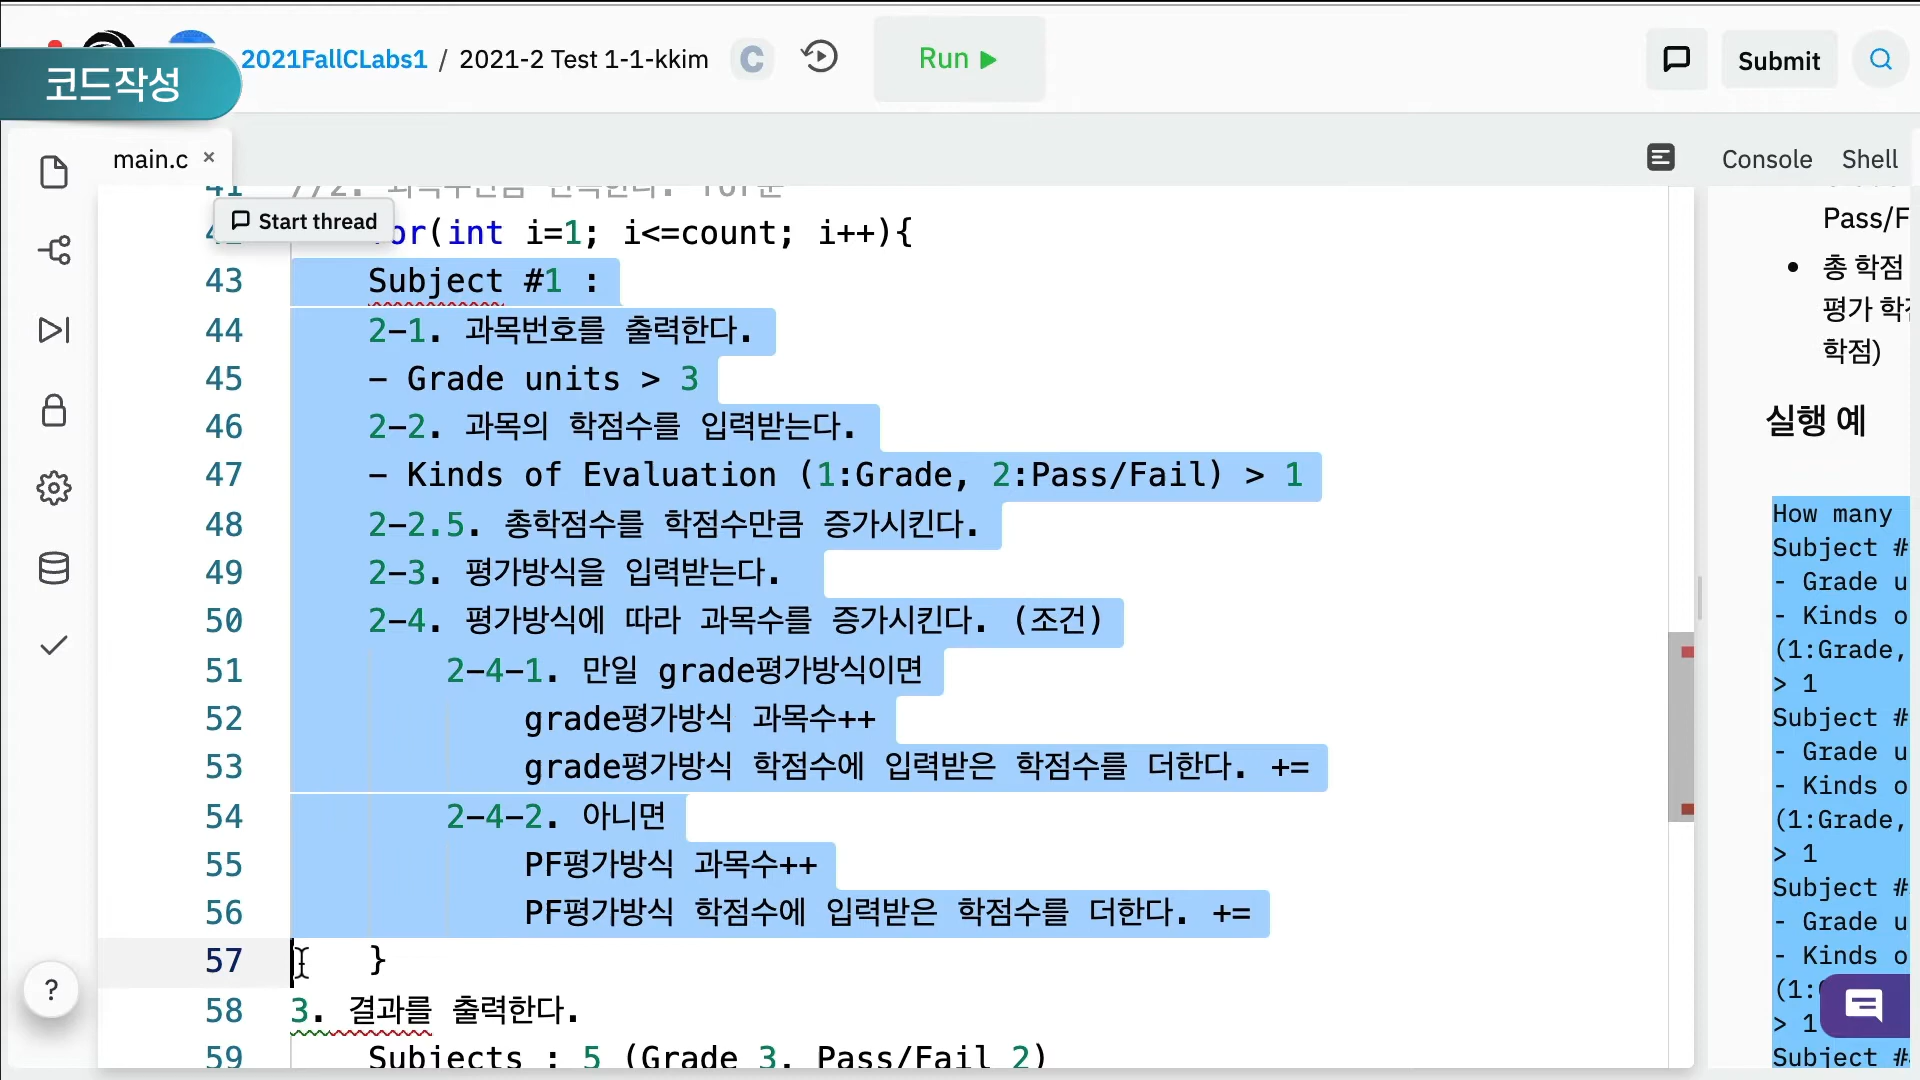 코드작성
2021FallCLabs1 / 2021-2 Test 1-1-kkim
C
Run
Submit
main.c ×
Console
Shell
Start thread
for(int i=1; i<=count; i++){
43 Subject #1 :
44 2-1. 과목번호를 출력한다.
45 - Grade units > 3
46 2-2. 과목의 학점수를 입력받는다.
47 - Kinds of Evaluation (1:Grade, 2:Pass/Fail) > 1
48 2-2.5. 총학점수를 학점수만큼 증가시킨다.
49 2-3. 평가방식을 입력받는다.
50 2-4. 평가방식에 따라 과목수를 증가시킨다. (조건)
51 2-4-1. 만일 grade평가방식이면
52 grade평가방식 과목수++
53 grade평가방식 학점수에 입력받은 학점수를 더한다. +=
54 2-4-2. 아니면
55 PF평가방식 과목수++
56 PF평가방식 학점수에 입력받은 학점수를 더한다. +=
57 }
58 3. 결과를 출력한다.
59 Subjects : 5 (Grade 3, Pass/Fail 2)
?
Pass/F
• 총 학점
평가 학
학점)
실행 예
How many
Subject #
- Grade u
- Kinds o
(1:Grade,
> 1
Subject #
- Grade u
- Kinds o
(1:Grade,
> 1
Subject #
- Grade u
- Kinds o
(1:
> 1
Subject #